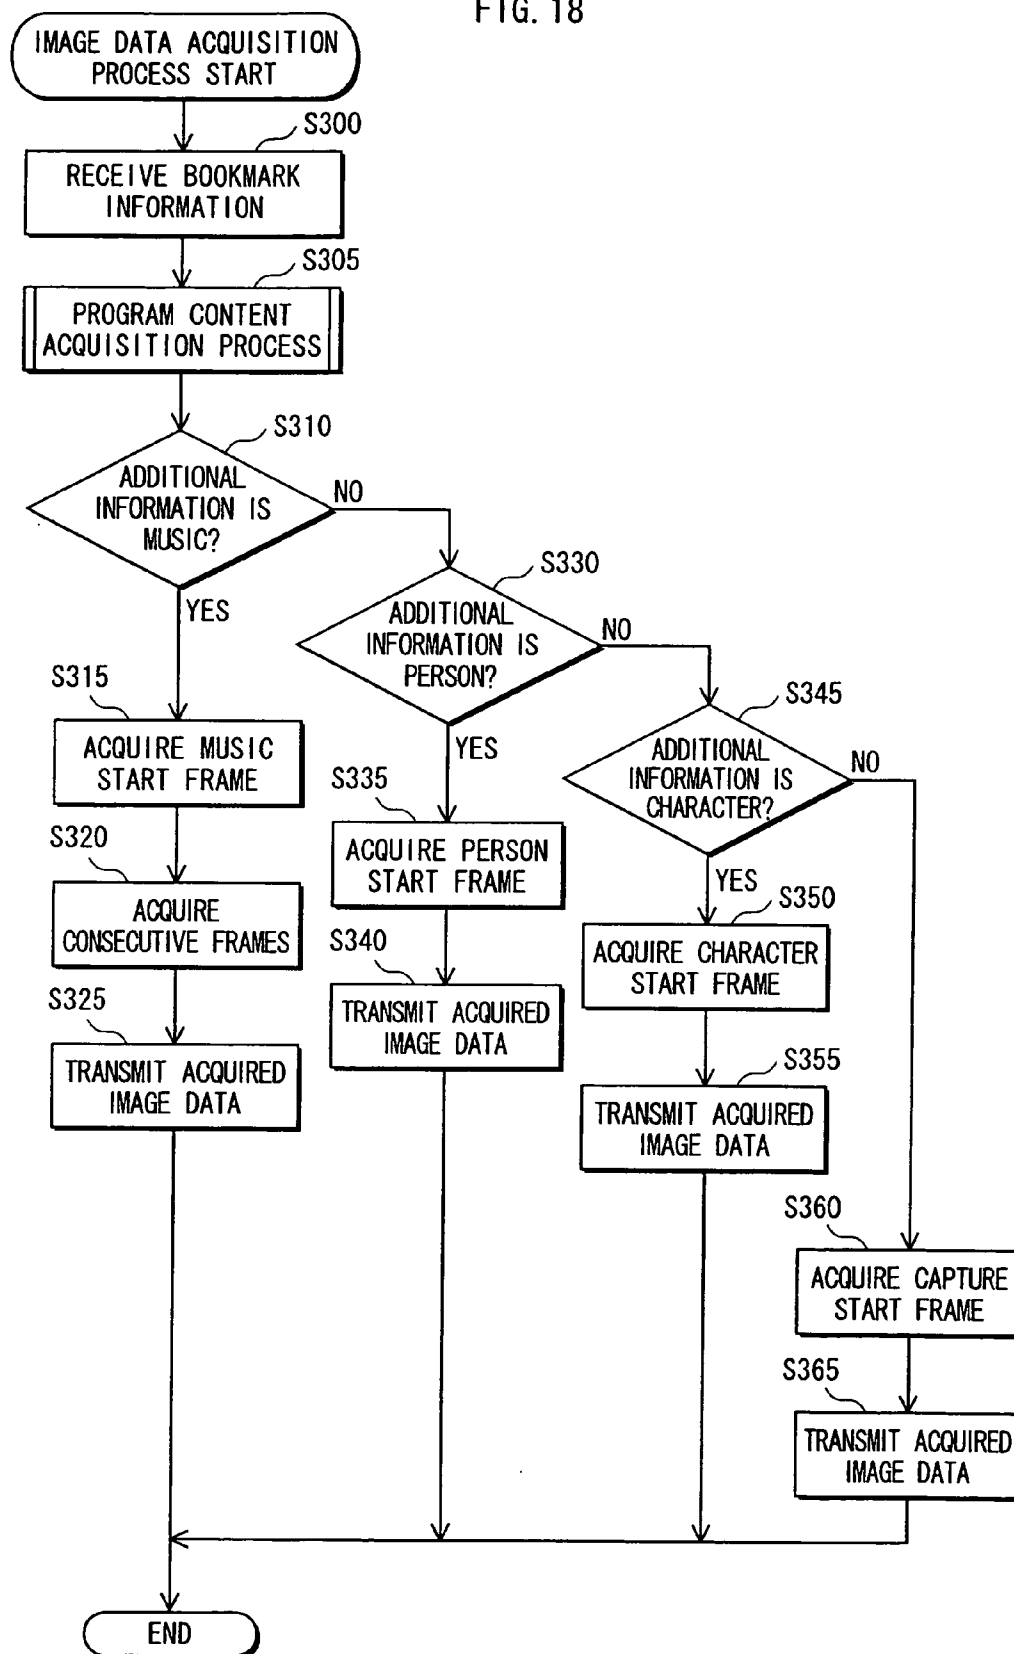 FIG. 18
IMAGE DATA ACQUISITION
PROCESS START
S300
RECEIVE BOOKMARK
INFORMATION
S305
PROGRAM CONTENT
ACQUISITION PROCESS
S310
ADDITIONAL
INFORMATION IS
MUSIC?
NO
YES
S330
ADDITIONAL
INFORMATION IS
PERSON?
NO
YES
S345
ADDITIONAL
INFORMATION IS
CHARACTER?
NO
YES
S315
ACQUIRE MUSIC
START FRAME
S320
ACQUIRE
CONSECUTIVE FRAMES
S325
TRANSMIT ACQUIRED
IMAGE DATA
S335
ACQUIRE PERSON
START FRAME
S340
TRANSMIT ACQUIRED
IMAGE DATA
S350
ACQUIRE CHARACTER
START FRAME
S355
TRANSMIT ACQUIRED
IMAGE DATA
S360
ACQUIRE CAPTURE
START FRAME
S365
TRANSMIT ACQUIRED
IMAGE DATA
END